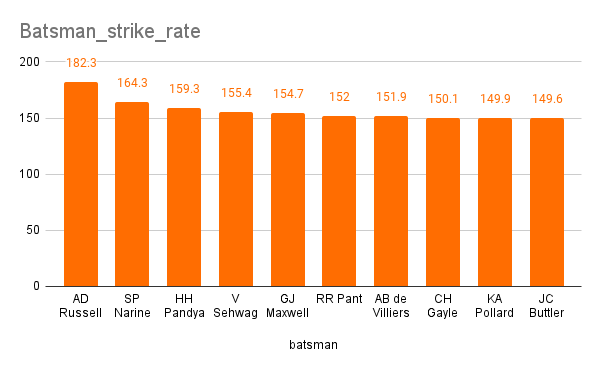 Batsman_strike_rate
200
150
100
50
0
182.3
164.3
159.3
155.4
154.7
152
151.9
150.1
149.9
149.6
AD
Russell
SP
Narine
HH
Pandya
V
Sehwag
GJ
Maxwell
RR Pant
AB de
Villiers
CH
Gayle
KA
Pollard
JC
Buttler
batsman